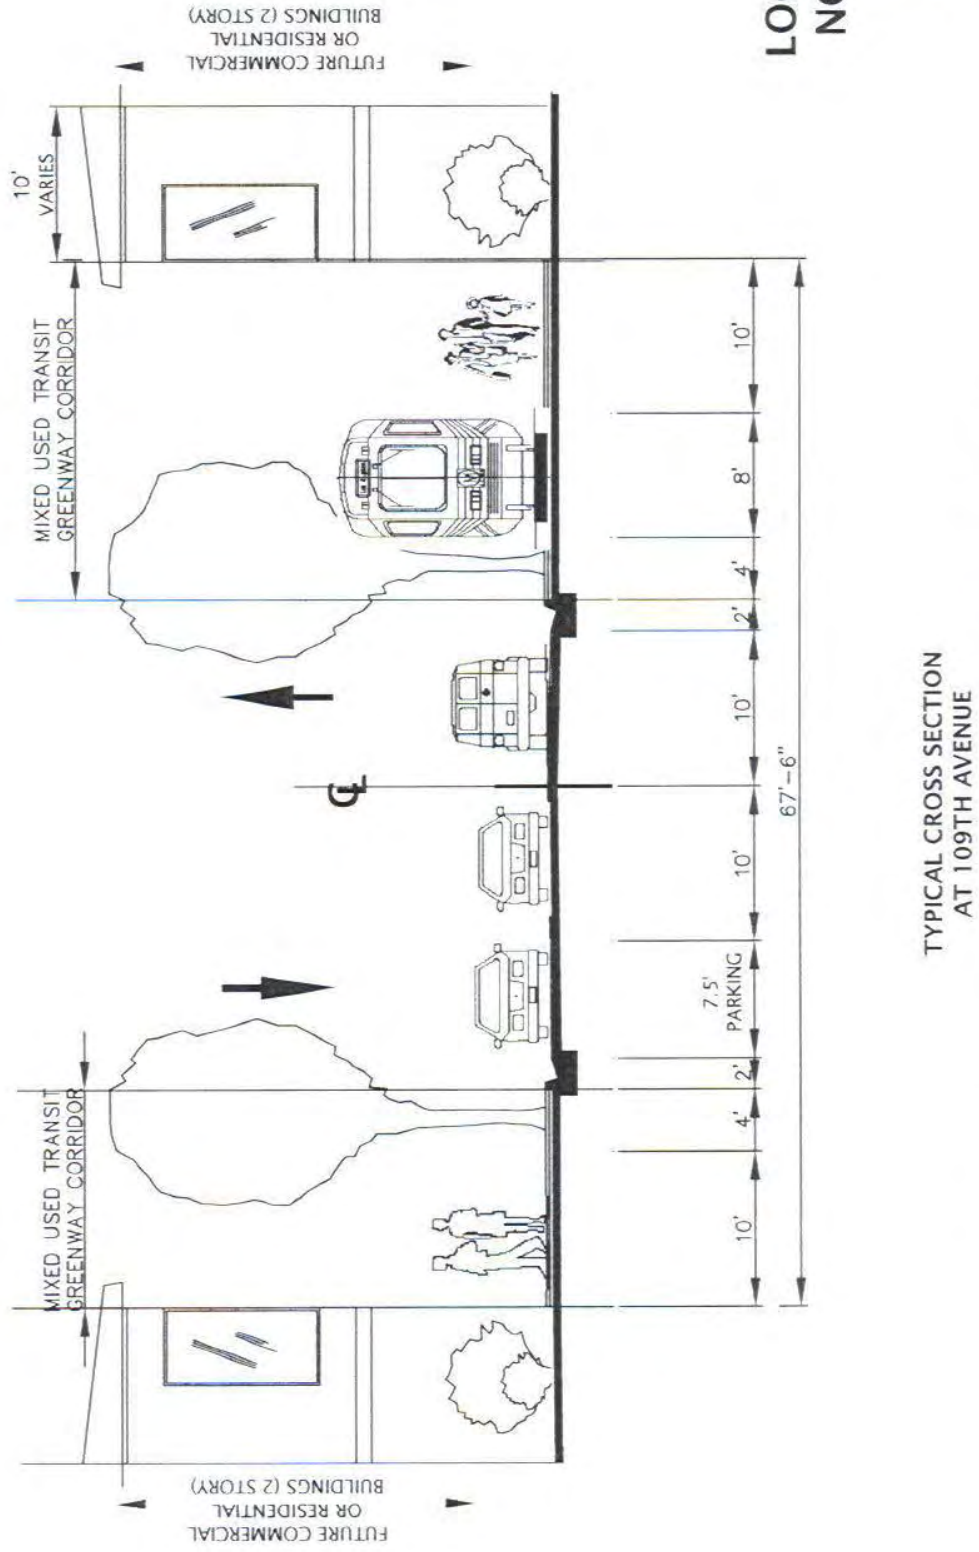 FUTURE COMMERCIAL
OR RESIDENTIAL
BUILDINGS (2 STORY)
MIXED USED TRANSIT
GREENWAY CORRIDOR
MIXED USED TRANSIT
GREENWAY CORRIDOR
10'
VARIES
FUTURE COMMERCIAL
OR RESIDENTIAL
BUILDINGS (2 STORY)
CL
10'
4'
2'
7.5'
PARKING
10'
10'
2'
4'
8'
10'
67'-6"
TYPICAL CROSS SECTION
AT 109TH AVENUE